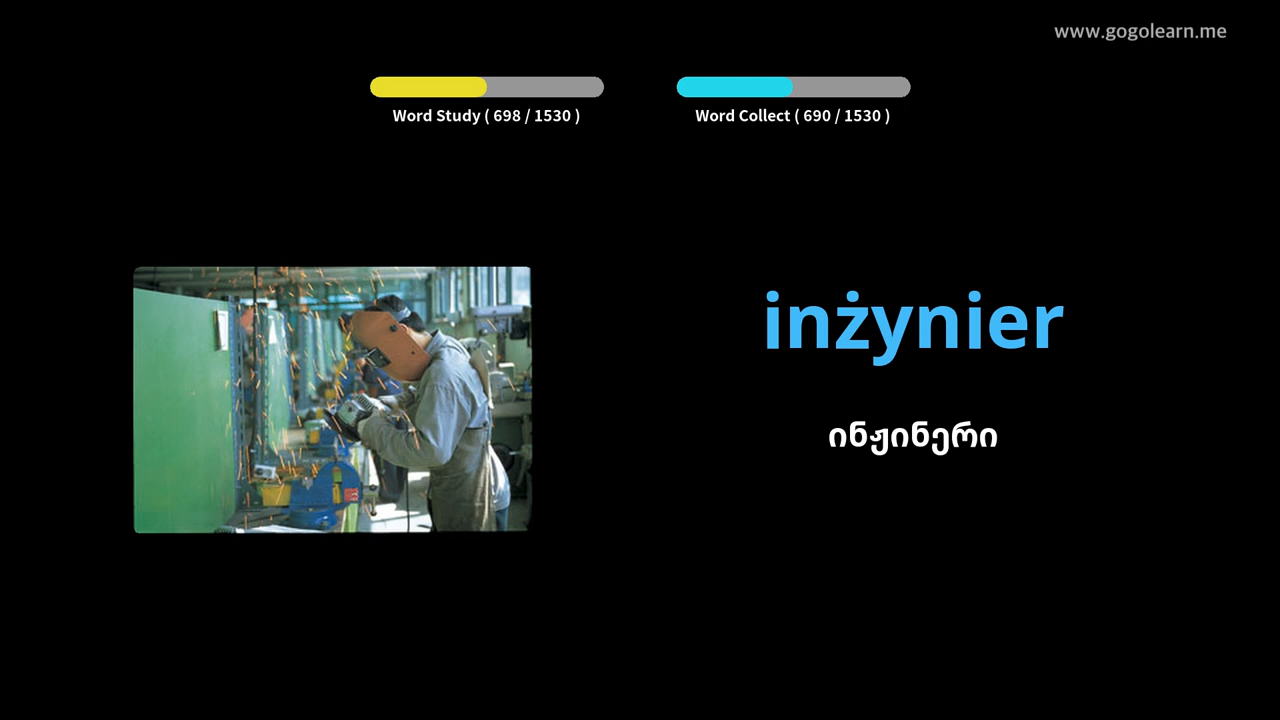 www.gogolearn.me
Word Study ( 698 / 1530 )
Word Collect ( 690 / 1530 )
inżynier
ინჟინერი